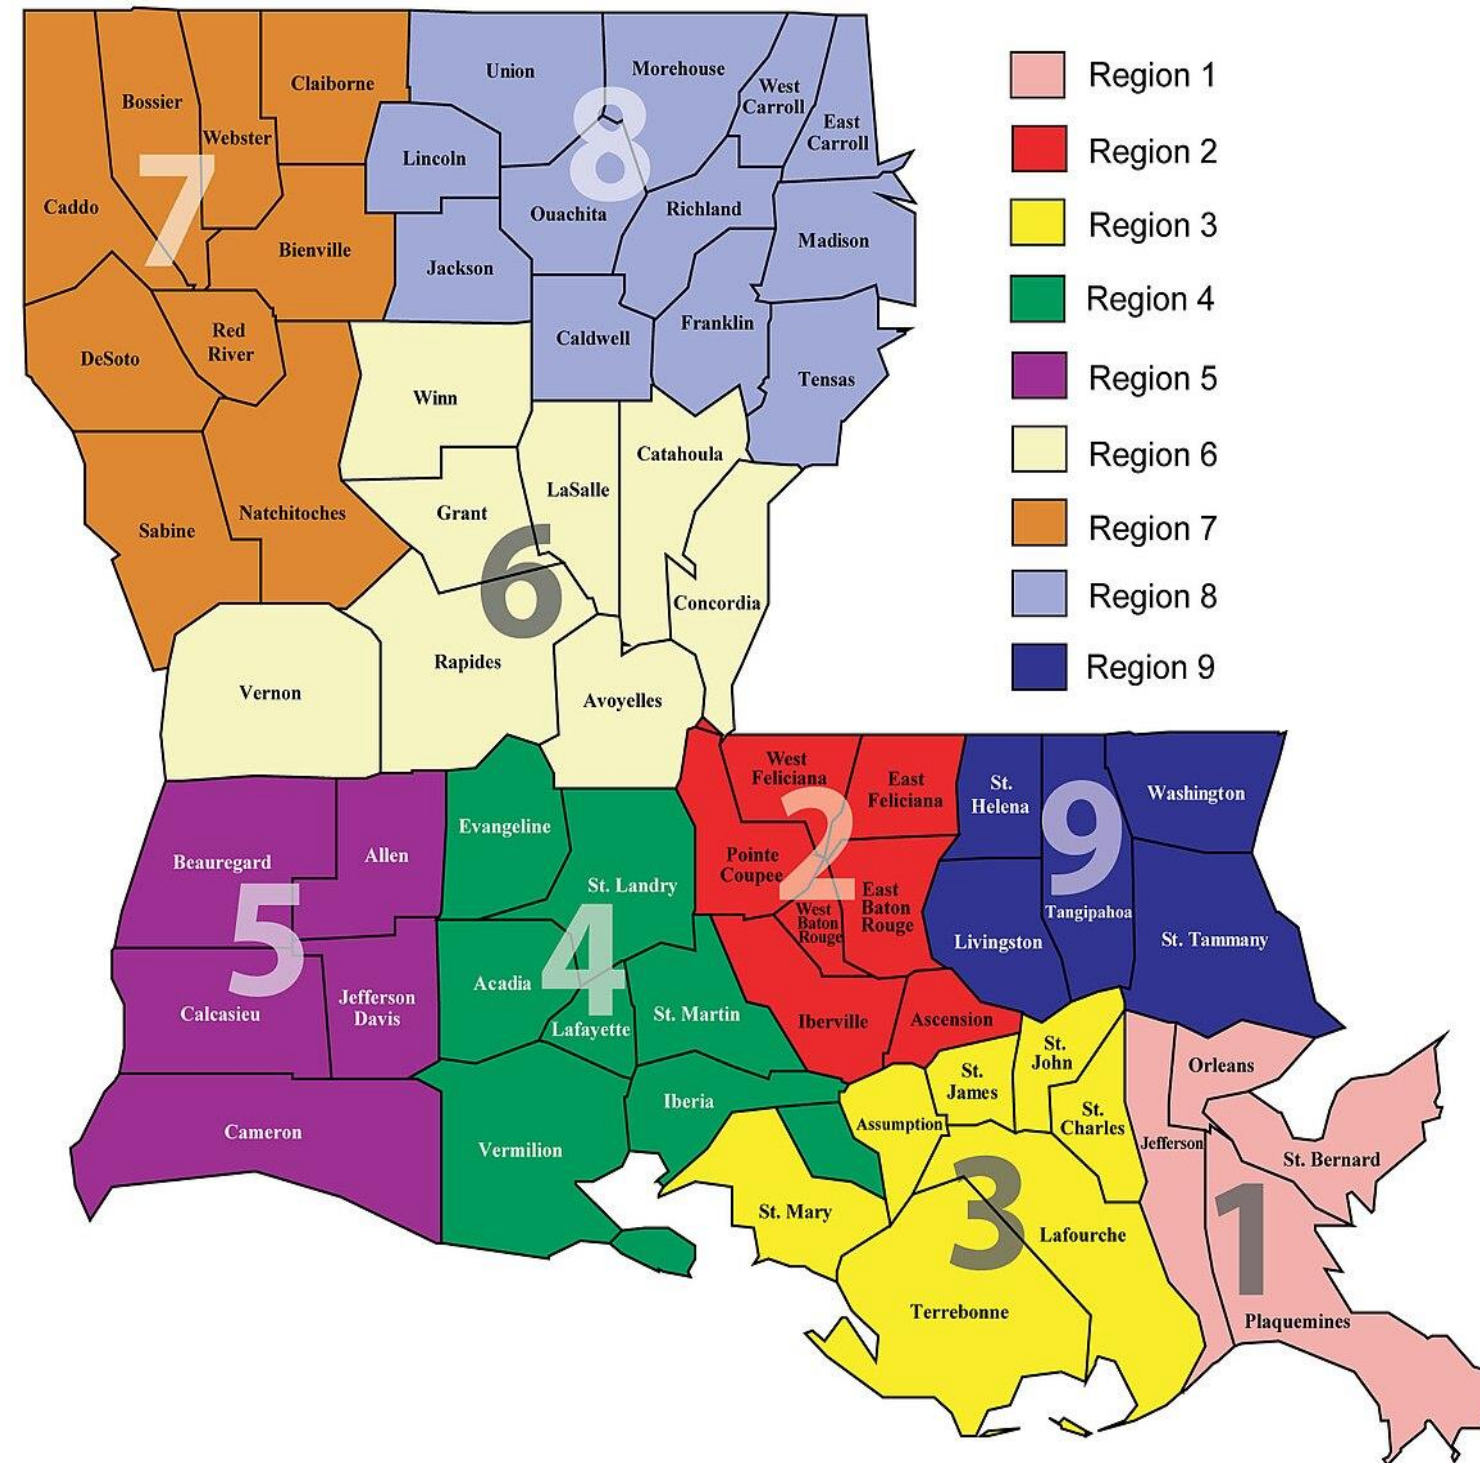 Region 1
Region 2
Region 3
Region 4
Region 5
Region 6
Region 7
Region 8
Region 9
Caddo
Bossier
Webster
Claiborne
7
Bienville
DeSoto
Red
River
Sabine
Natchitoches
Union
Morehouse
West
Carroll
East
Carroll
Lincoln
8
Ouachita
Richland
Madison
Jackson
Caldwell
Franklin
Tensas
Winn
Catahoula
LaSalle
Grant
6
Concordia
Rapides
Vernon
Avoyelles
Beauregard
Allen
5
Calcasieu
Jefferson
Davis
Cameron
Evangeline
St. Landry
4
Acadia
Lafayette
St. Martin
Iberia
Vermilion
West
Feliciana
East
Feliciana
2
Pointe
Coupee
West
Baton
Rouge
East
Baton
Rouge
Iberville
Ascension
St.
Helena
9
Washington
Tangipahoa
Livingston
St. Tammany
St.
John
St.
James
St.
Charles
Assumption
3
St. Mary
Lafourche
Terrebonne
Orleans
Jefferson
St. Bernard
1
Plaquemines